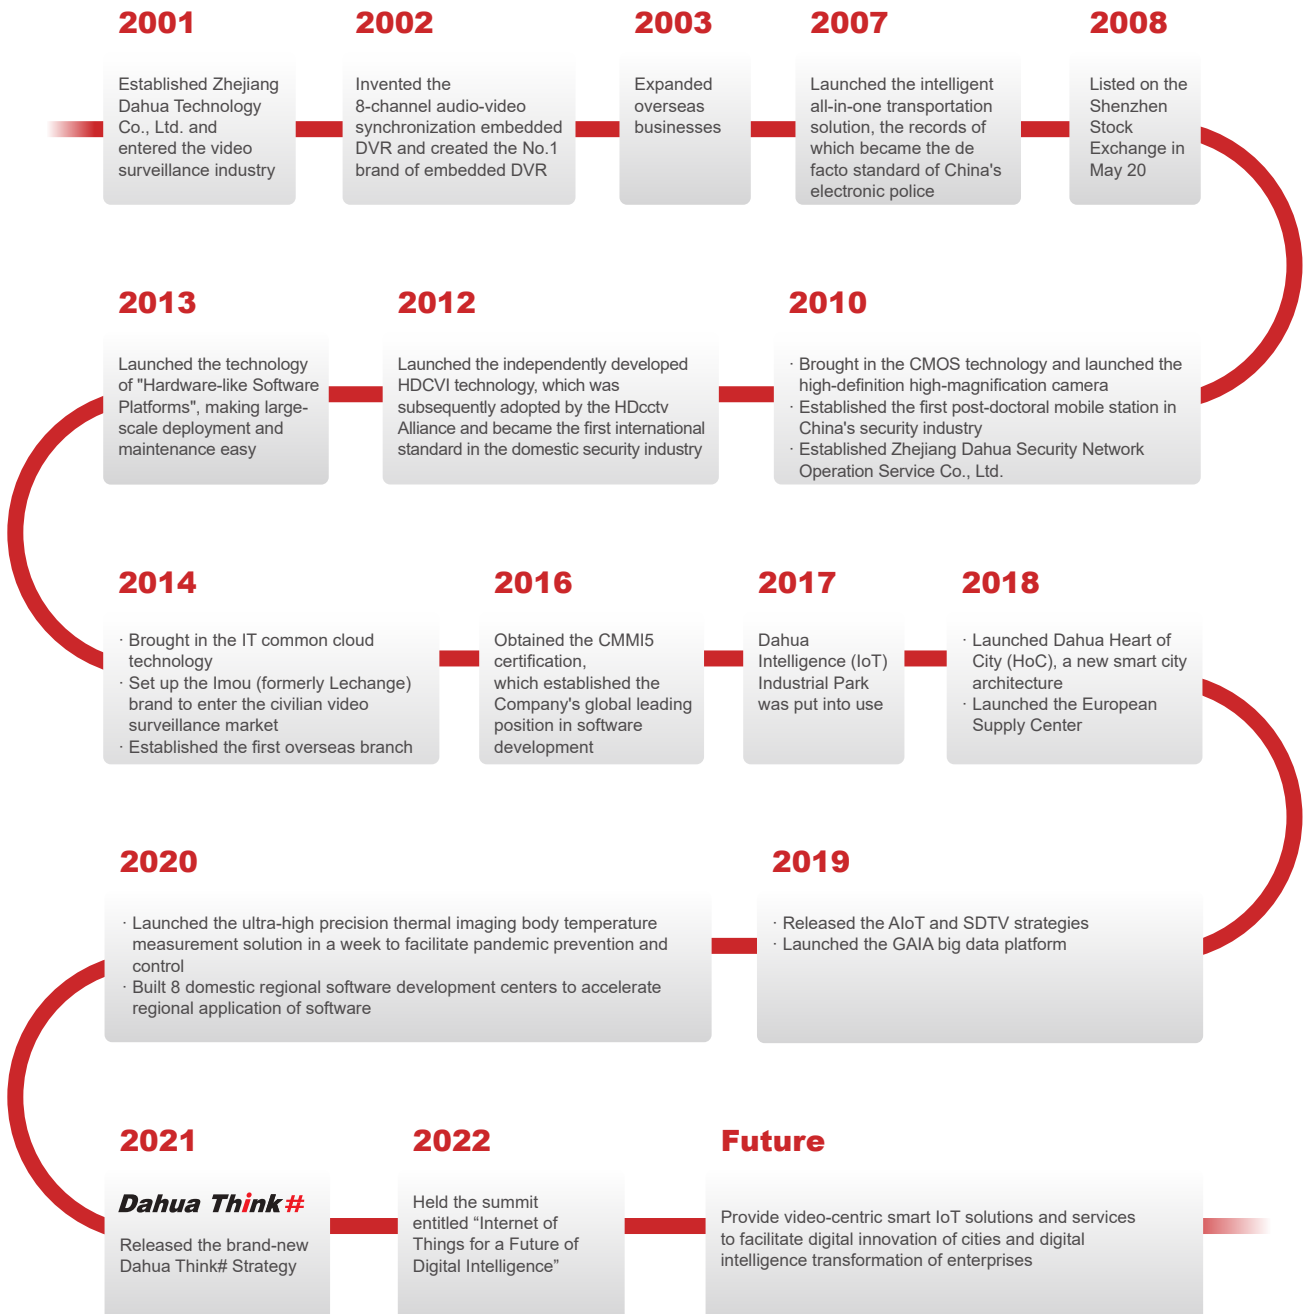 2001
Established Zhejiang
Dahua Technology
Co., Ltd. and
entered the video
surveillance industry
2002
Invented the
8-channel audio-video
synchronization embedded
DVR and created the No.1
brand of embedded DVR
2003
Expanded
overseas
businesses
2007
Launched the intelligent
all-in-one transportation
solution, the records of
which became the de
facto standard of China's
electronic police
2008
Listed on the
Shenzhen
Stock
Exchange in
May 20
2010
· Brought in the CMOS technology and launched the
high-definition high-magnification camera
· Established the first post-doctoral mobile station in
China's security industry
· Established Zhejiang Dahua Security Network
Operation Service Co., Ltd.
2012
Launched the independently developed
HDCVI technology, which was
subsequently adopted by the HDcctv
Alliance and became the first international
standard in the domestic security industry
2013
Launched the technology
of "Hardware-like Software
Platforms", making large-
scale deployment and
maintenance easy
2014
· Brought in the IT common cloud
technology
· Set up the Imou (formerly Lechange)
brand to enter the civilian video
surveillance market
· Established the first overseas branch
2016
Obtained the CMMI5
certification,
which established the
Company's global leading
position in software
development
2017
Dahua
Intelligence (IoT)
Industrial Park
was put into use
2018
· Launched Dahua Heart of
City (HoC), a new smart city
architecture
· Launched the European
Supply Center
2019
· Released the AIoT and SDTV strategies
· Launched the GAIA big data platform
2020
· Launched the ultra-high precision thermal imaging body temperature
measurement solution in a week to facilitate pandemic prevention and
control
· Built 8 domestic regional software development centers to accelerate
regional application of software
2021
Dahua Think#
Released the brand-new
Dahua Think# Strategy
2022
Held the summit
entitled “Internet of
Things for a Future of
Digital Intelligence”
Future
Provide video-centric smart IoT solutions and services
to facilitate digital innovation of cities and digital
intelligence transformation of enterprises